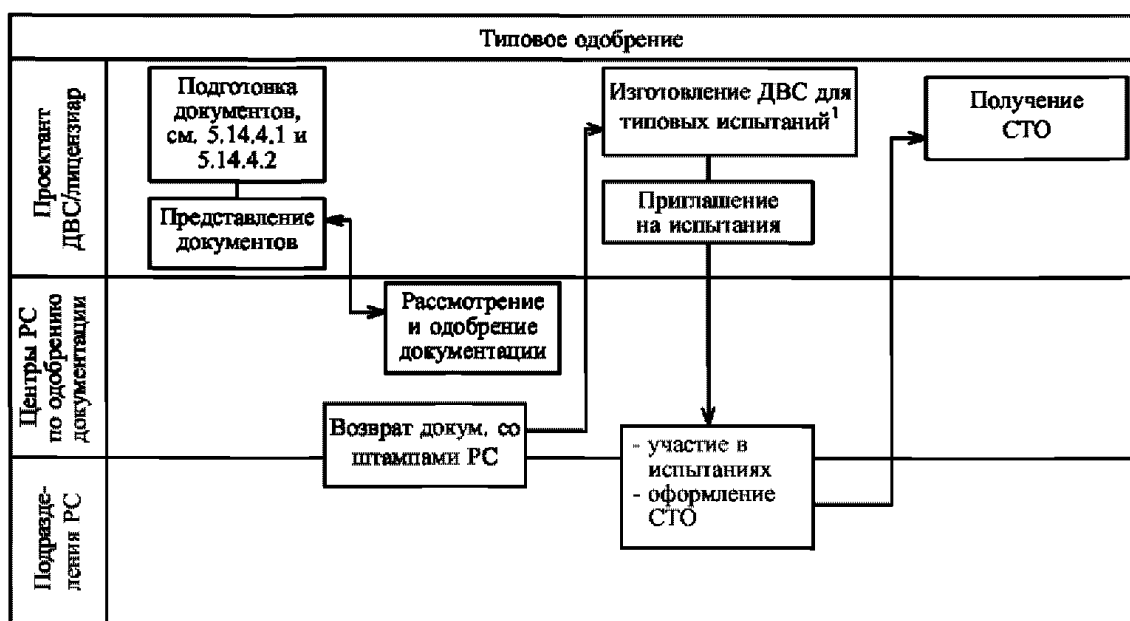 Типовое одобрение
Проектант
ДВС/лицензиар
Подготовка
документов,
см. 5.14.4.1 и
5.14.4.2
Представление
документов
Изготовление ДВС для
типовых испытаний¹
Приглашение
на испытания
Получение
СТО
Центры РС
по одобрению
документации
Рассмотрение
и одобрение
документации
Возврат докум. со
штампами РС
- участие в
испытаниях
- оформление
СТО
Подразде-
ления РС